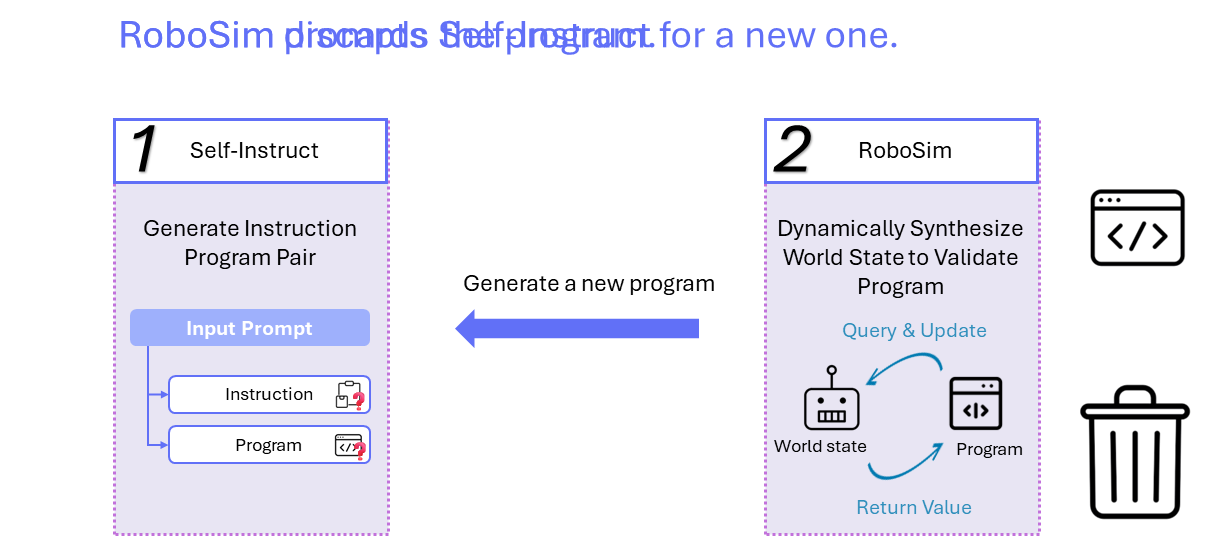 RoboSim discards the program.
RoboSim prompts Self-Instruct for a new one.
1
Self-Instruct
Generate Instruction
Program Pair
Input Prompt
Instruction
?
Program
</>
?
Generate a new program
2
RoboSim
Dynamically Synthesize
World State to Validate
Program
Query & Update
World state
Program
Return Value
</>